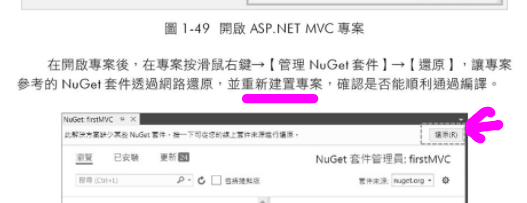 圖 1-49 開啟 ASP.NET MVC 專案
在開啟專案後，在專案按滑鼠右鍵→【管理 NuGet 套件】→【還原】，讓專案
參考的 NuGet 套件透過網路還原，並重新建置專案，確認是否能順利通過編譯。
NuGet: firstMVC
此解決方案缺少某些 NuGet 套件。按一下可從您的線上套件來源進行還原。 還原(R)
瀏覽 已安裝 更新 24 NuGet 套件管理員: firstMVC
搜尋 (Ctrl+L) 包括搶鮮版 套件來源: nuget.org